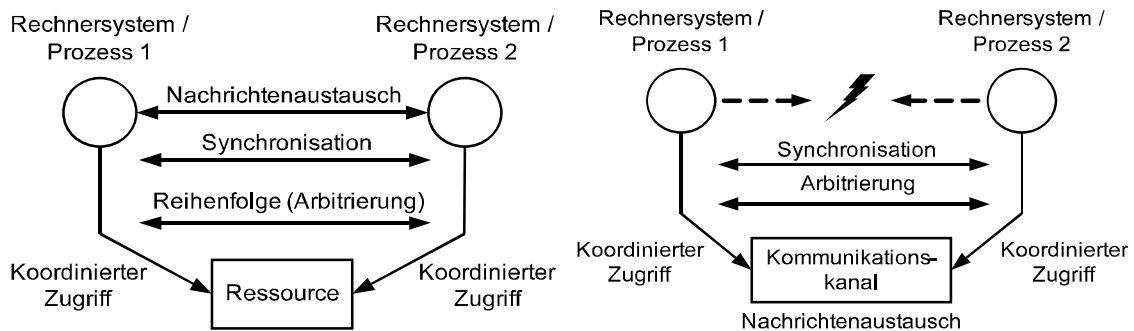 Rechnersystem /
Prozess 1
Rechnersystem /
Prozess 2
Nachrichtenaustausch
Synchronisation
Reihenfolge (Arbitrierung)
Koordinierter
Zugriff
Ressource
Koordinierter
Zugriff
Rechnersystem /
Prozess 1
Rechnersystem /
Prozess 2
Synchronisation
Arbitrierung
Koordinierter
Zugriff
Kommunikations-
kanal
Koordinierter
Zugriff
Nachrichtenaustausch